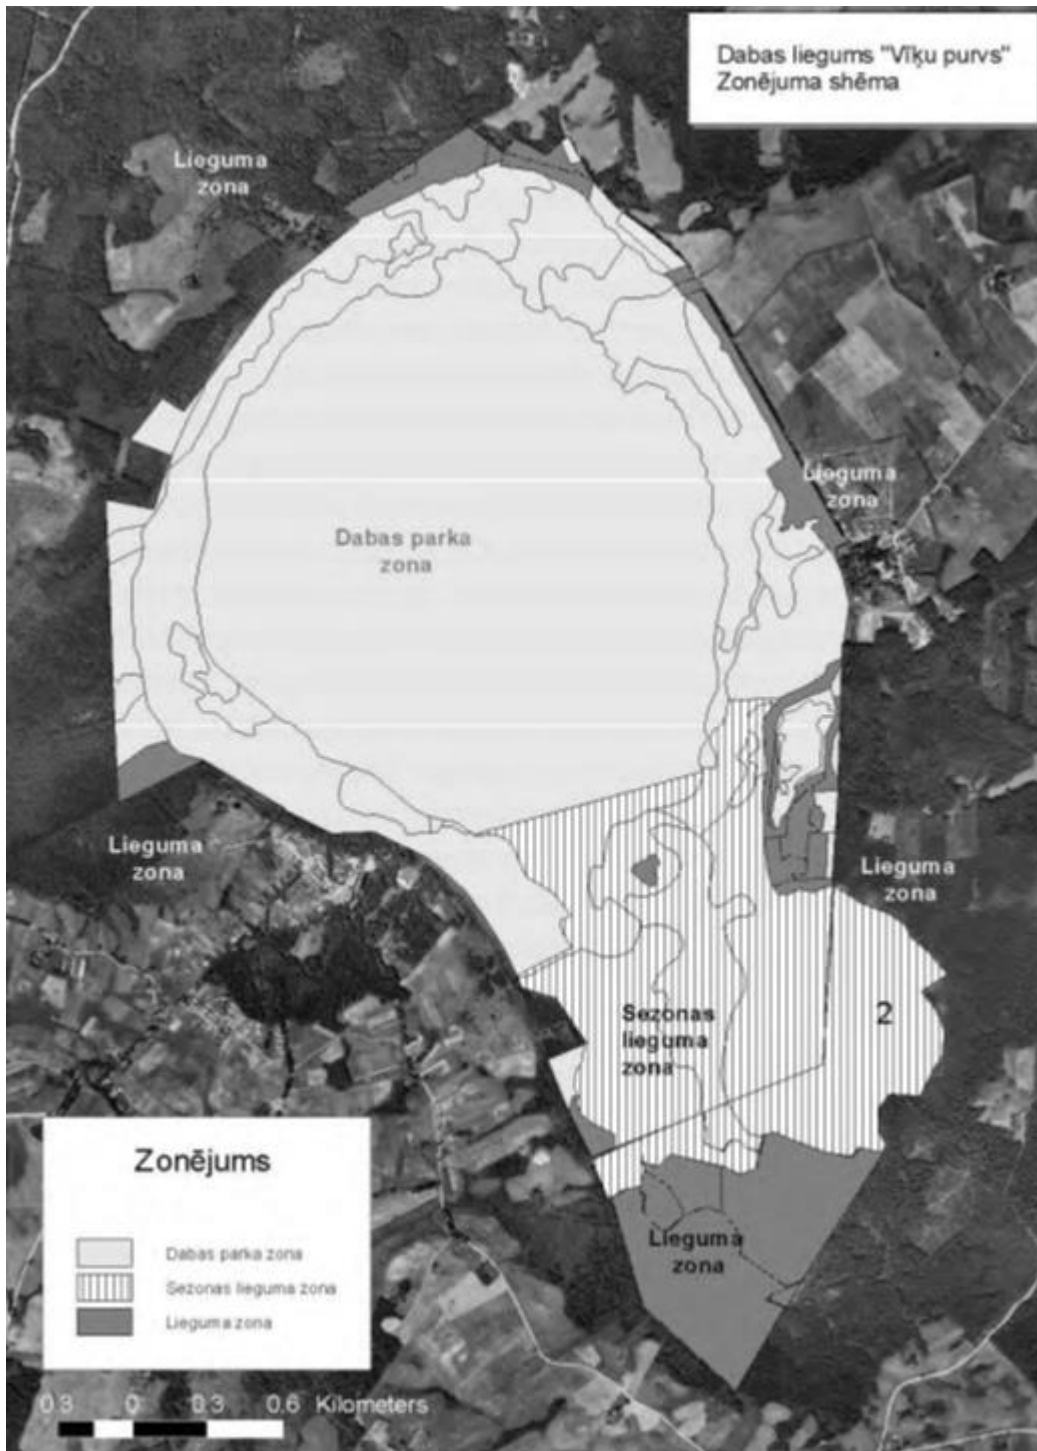 Dabas liegums "Vīķu purvs"
Zonējuma shēma
Lieguma
zona
Lieguma
zona
Dabas parka
zona
Lieguma
zona
Lieguma
zona
Sezonas
lieguma
zona
2
Lieguma
zona
Zonējums
Dabas parka zona
Sezonas lieguma zona
Lieguma zona
0.3 0 0.3 0.6 Kilometers